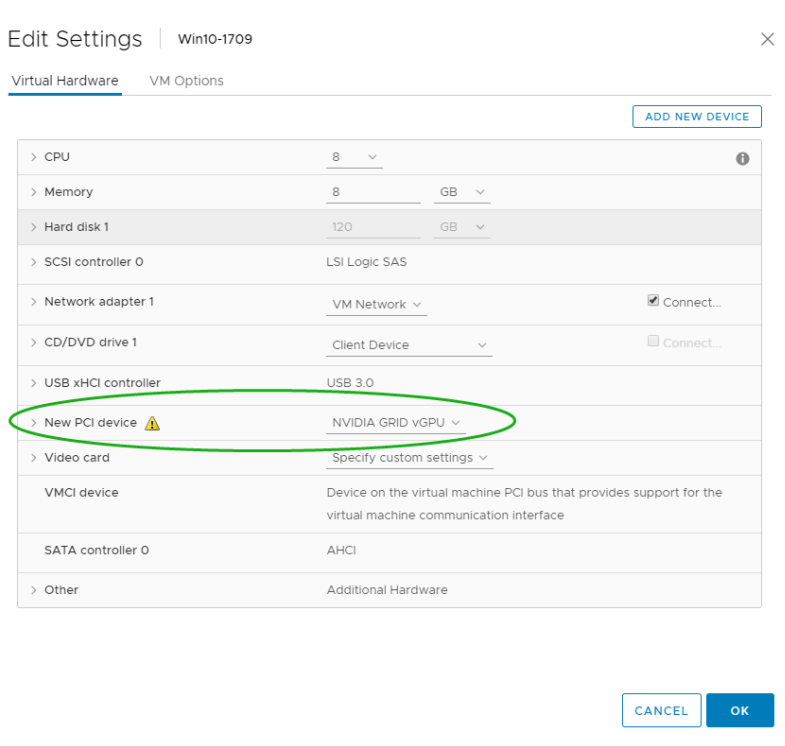 Edit Settings Win10-1709
Virtual Hardware VM Options
ADD NEW DEVICE
CPU 8
Memory 8 GB
Hard disk 1 120 GB
SCSI controller 0 LSI Logic SAS
Network adapter 1 VM Network Connect...
CD/DVD drive 1 Client Device Connect...
USB xHCI controller USB 3.0
New PCI device NVIDIA GRID vGPU
Video card Specify custom settings
VMCI device Device on the virtual machine PCI bus that provides support for the
virtual machine communication interface
SATA controller 0 AHCI
Other Additional Hardware
CANCEL OK